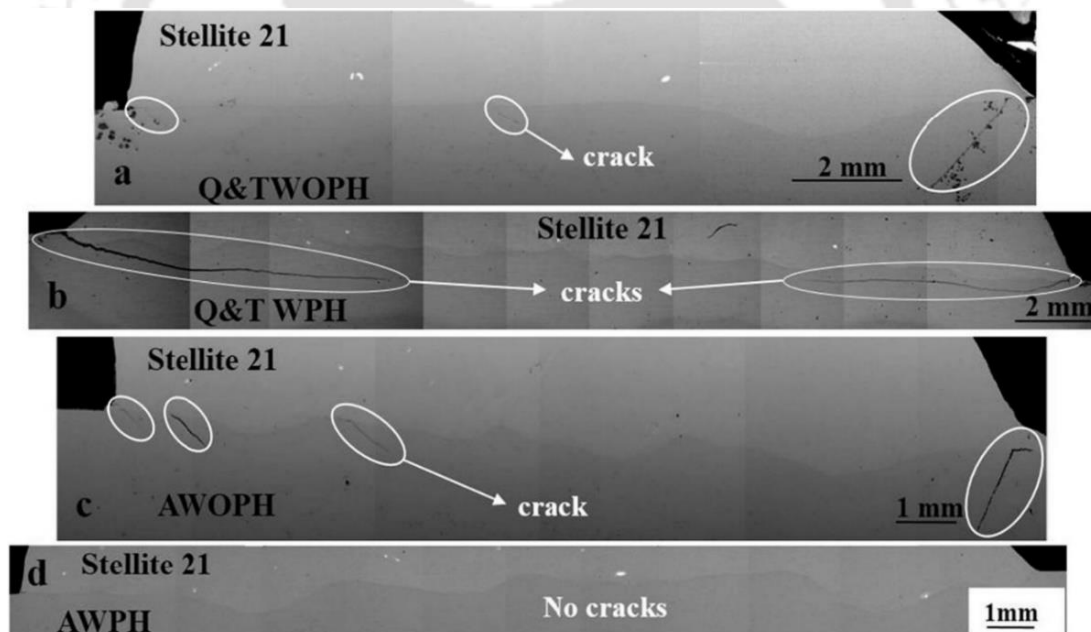 Stellite 21
crack
2 mm
a
Q&TWOPH
Stellite 21
b
cracks
Q&T WPH
2 mm
Stellite 21
c
AWOPH
crack
1 mm
d
Stellite 21
No cracks
1mm
AWPH